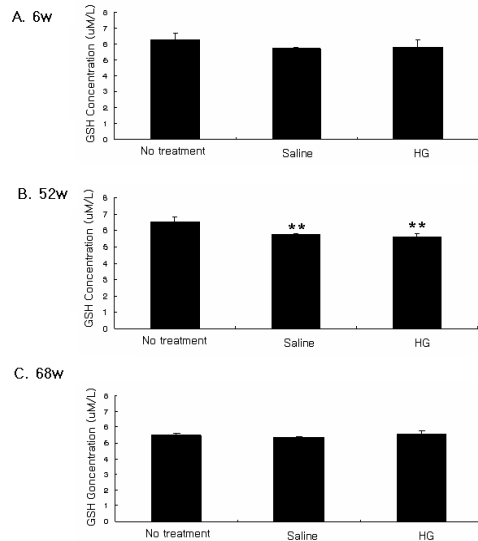 A. 6w
GSH Concentration (uM/L)
8
7
6
5
4
3
2
1
0
No treatment
Saline
HG
B. 52w
GSH Concentration (uM/L)
8
7
6
5
4
3
2
1
0
**
**
No treatment
Saline
HG
C. 68w
GSH Goncentration (uM/L)
8
7
6
5
4
3
2
1
0
No treatment
Saline
HG